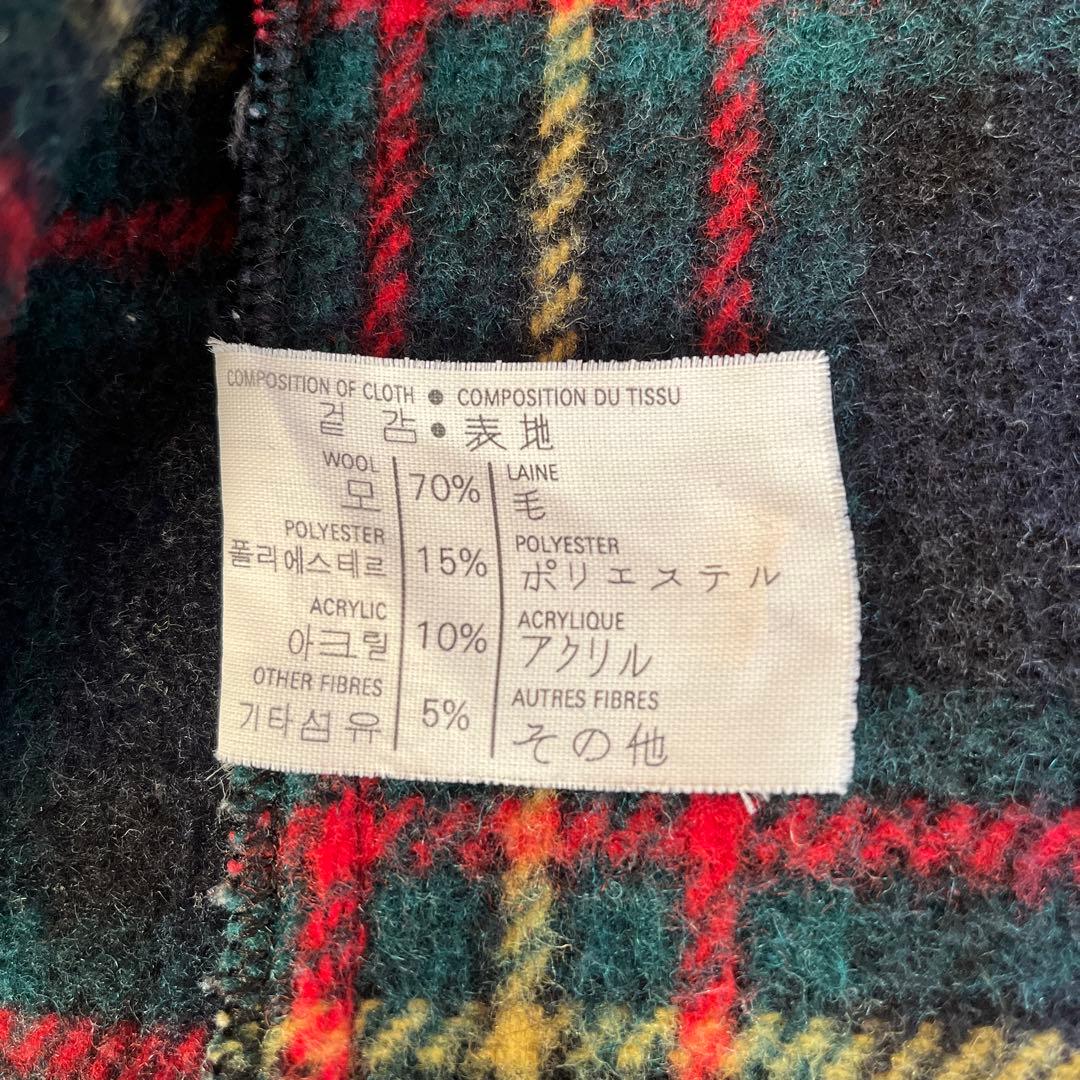 COMPOSITION OF CLOTH ● COMPOSITION DU TISSU
겉 감 ● 表地
WOOL LAINE
모 70% 毛
POLYESTER POLYESTER
폴리에스테르 15% ポリエステル
ACRYLIC ACRYLIQUE
아크릴 10% アクリル
OTHER FIBRES AUTRES FIBRES
기타섬유 5% その他